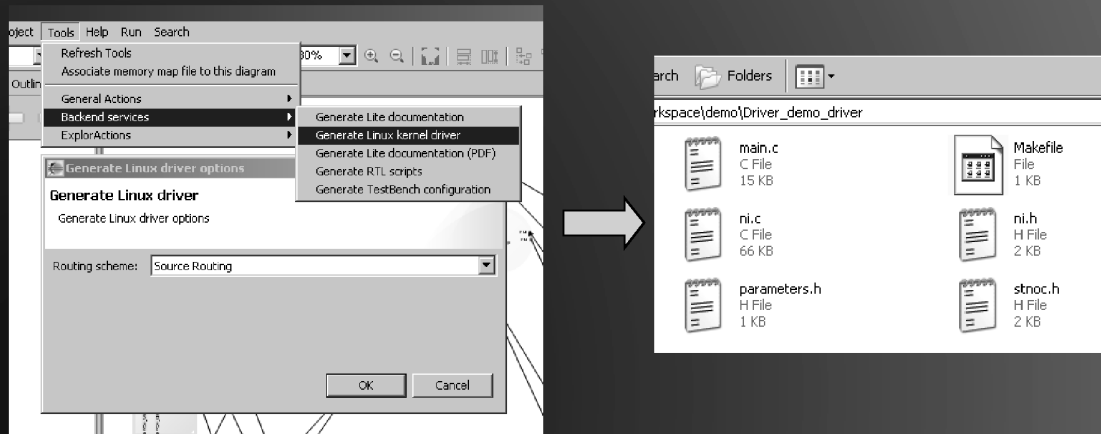 oject Tools Help Run Search
Refresh Tools
Associate memory map file to this diagram
General Actions
Backend services
ExplorActions
Outlin
Generate Lite documentation
Generate Linux kernel driver
Generate Lite documentation (PDF)
Generate RTL scripts
Generate TestBench configuration
Generate Linux driver options
Generate Linux driver
Generate Linux driver options
Routing scheme: Source Routing
OK Cancel
arch Folders
rkspace\demo\Driver_demo_driver
main.c
C File
15 KB
Makefile
File
1 KB
ni.c
C File
66 KB
ni.h
H File
2 KB
parameters.h
H File
1 KB
stnoc.h
H File
2 KB